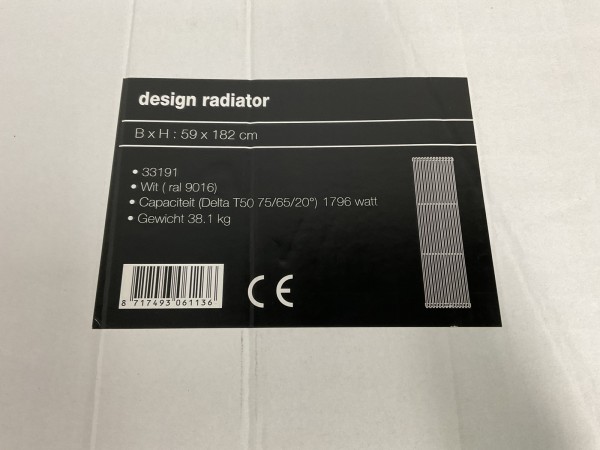 design radiator
B x H : 59 x 182 cm
• 33191
• Wit ( ral 9016)
• Capaciteit (Delta T50 75/65/20°) 1796 watt
• Gewicht 38.1 kg
8 717493 061136
CE